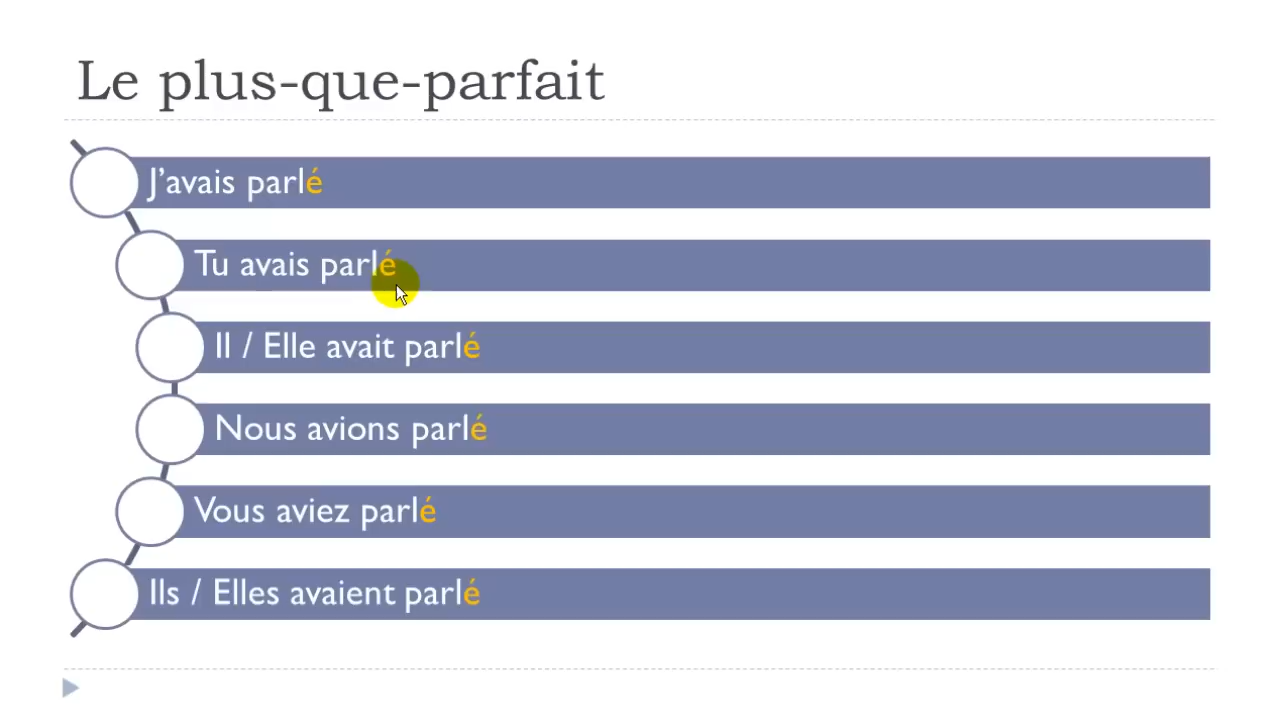 Le plus-que-parfait
J’avais parlé
Tu avais parlé
Il / Elle avait parlé
Nous avions parlé
Vous aviez parlé
Ils / Elles avaient parlé